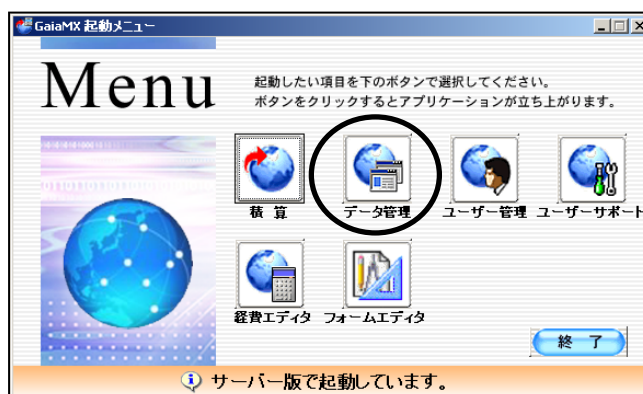 GaiaMX 起動メニュー
Menu
起動したい項目を下のボタンで選択してください。
ボタンをクリックするとアプリケーションが立ち上がります。
積 算
データ管理
ユーザー管理
ユーザーサポート
経費エディタ
フォームエディタ
終 了
サーバー版で起動しています。